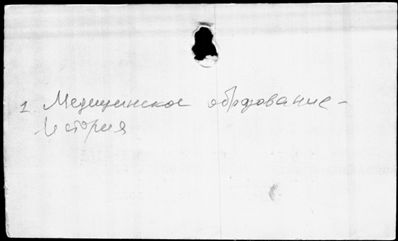 1. Медицинское образование -
история